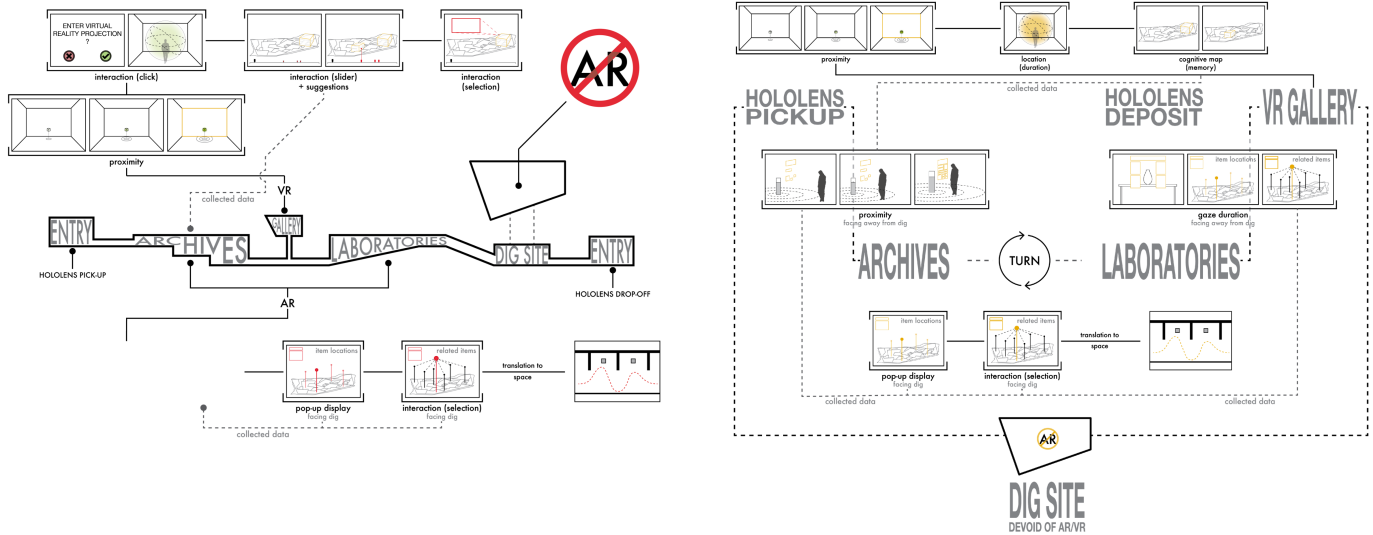 ENTER VIRTUAL
REALITY PROJECTION
?
interaction (click)
interaction (slider)
+ suggestions
interaction
(selection)
AR
proximity
VR
collected data
ENTRY
ARCHIVES
GALLERY
LABORATORIES
DIG SITE
ENTRY
HOLOLENS PICK-UP
HOLOLENS DROP-OFF
AR
item locations
related items
translation to
space
pop-up display
facing dig
interaction (selection)
facing dig
collected data
proximity
location
(duration)
cognitive map
(memory)
collected data
HOLOLENS
PICKUP
HOLOLENS
DEPOSIT
VR GALLERY
item locations
related items
proximity
facing away from dig
gaze duration
facing away from dig
ARCHIVES
TURN
LABORATORIES
item locations
related items
translation to
space
pop-up display
facing dig
interaction (selection)
facing dig
collected data
collected data
AR
DIG SITE
DEVOID OF AR/VR